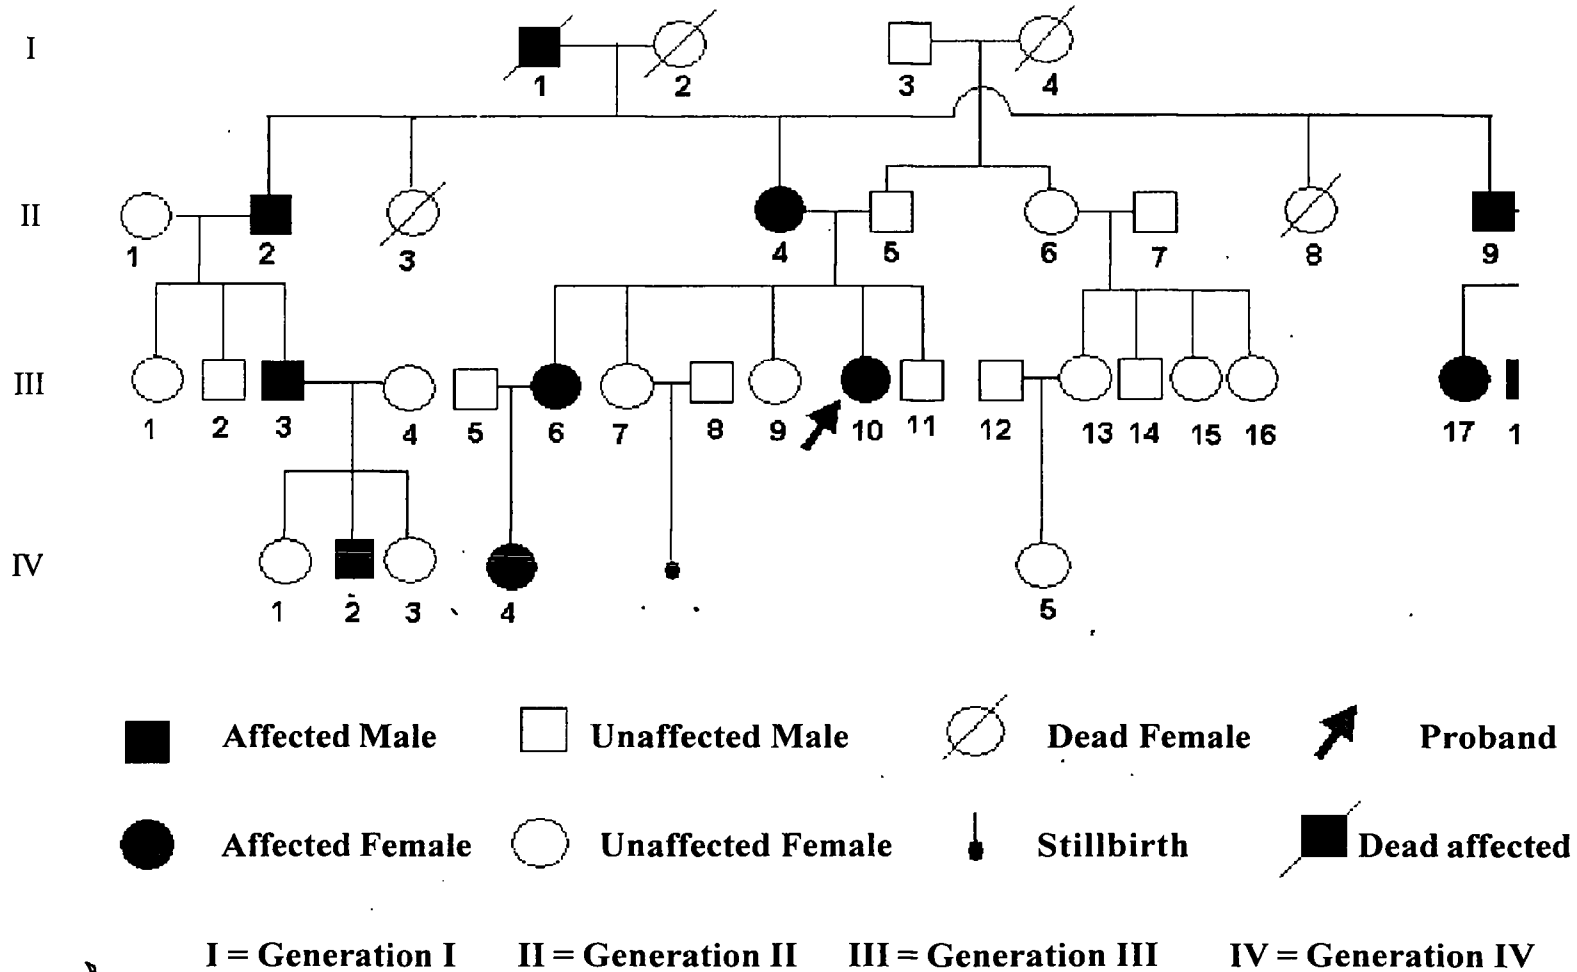 I
1 2 3 4
II
1 2 3 4 5 6 7 8 9
III
1 2 3 4 5 6 7 8 9 10 11 12 13 14 15 16 17 1
IV
1 2 3 4 5
Affected Male Unaffected Male Dead Female Proband
Affected Female Unaffected Female Stillbirth Dead affected
I = Generation I II = Generation II III = Generation III IV = Generation IV